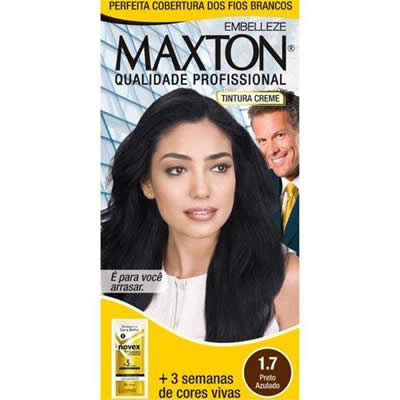 PERFEITA COBERTURA DOS FIOS BRANCOS
EMBELLEZE
MAXTON®
QUALIDADE PROFISSIONAL
TINTURA CREME
É para você
arrasar.
novex
+3
+ 3 semanas
de cores vivas
1.7
Preto
Azulado